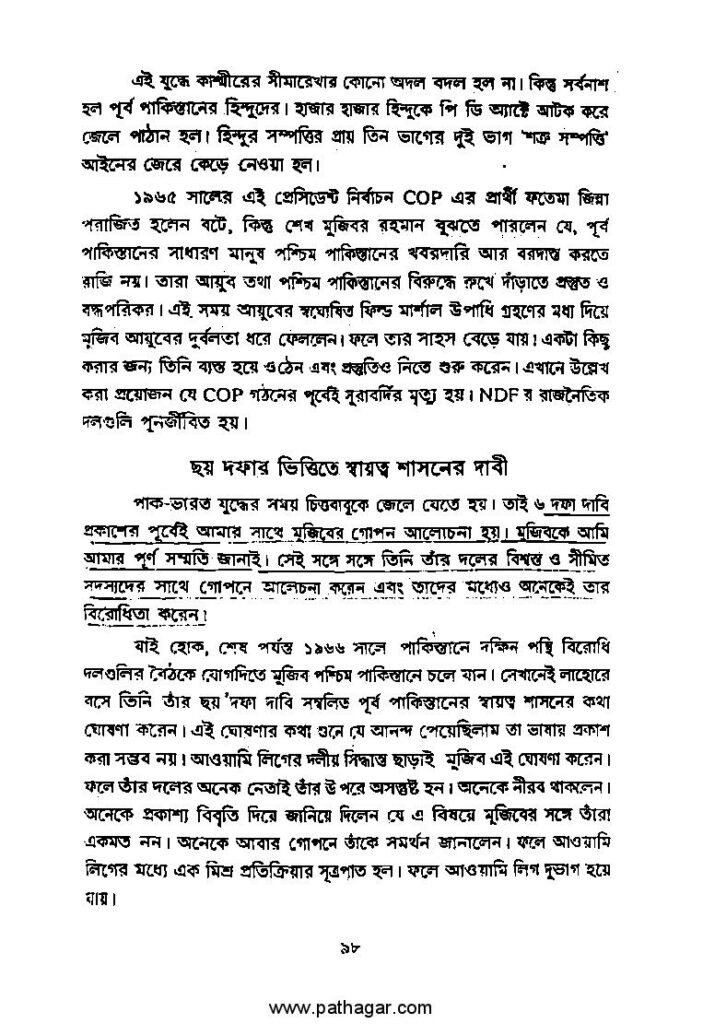 এই যুদ্ধে কাশ্মীরের সীমারেখার কোনো অদল বদল হল না। কিন্তু সর্বনাশ
হল পূর্ব পাকিস্তানের হিন্দুদের। হাজার হাজার হিন্দুকে পি ডি অ্যাক্টে আটক করে
জেলে পাঠান হল। হিন্দুর সম্পত্তির প্রায় তিন ভাগের দুই ভাগ 'শত্রু সম্পত্তি'
আইনের জেরে কেড়ে নেওয়া হল।
১৯৬৫ সালের এই প্রেসিডেন্ট নির্বাচন COP এর প্রার্থী ফতেমা জিন্না
পরাজিত হলেন বটে, কিন্তু শেখ মুজিবর রহমান বুঝতে পারলেন যে, পূর্ব
পাকিস্তানের সাধারণ মানুষ পশ্চিম পাকিস্তানের খবরদারি আর বরদাস্ত করতে
রাজি নয়। তারা আয়ুব তথা পশ্চিম পাকিস্তানের বিরুদ্ধে রুখে দাঁড়াতে প্রস্তুত ও
বদ্ধপরিকর। এই সময় আয়ুবের স্বঘোষিত ফিল্ড মার্শাল উপাধি গ্রহণের মধ্য দিয়ে
মুজিব আয়ুবের দুর্বলতা ধরে ফেললেন। ফলে তার সাহস বেড়ে যায়। একটা কিছু
করার জন্য তিনি ব্যস্ত হয়ে ওঠেন এবং প্রস্তুতিও নিতে শুরু করেন। এখানে উল্লেখ
করা প্রয়োজন যে COP গঠনের পূর্বেই সুরাবর্দির মৃত্যু হয়। NDF র রাজনৈতিক
দলগুলি পুনর্জীবিত হয়।
ছয় দফার ভিত্তিতে স্বায়ত্ব শাসনের দাবী
পাক-ভারত যুদ্ধের সময় চিত্তবাবুকে জেলে যেতে হয়। তাই ৬ দফা দাবি
প্রকাশের পূর্বেই আমার সাথে মুজিবের গোপন আলোচনা হয়। মুজিবকে আমি
আমার পূর্ণ সম্মতি জানাই। সেই সঙ্গে সঙ্গে তিনি তাঁর দলের বিশ্বস্ত ও সীমিত
সদস্যদের সাথে গোপনে আলেচনা করেন এবং তাদের মধ্যেও অনেকেই তার
বিরোধিতা করেন।
যাই হোক, শেষ পর্যন্ত ১৯৬৬ সালে পাকিস্তানে দক্ষিন পন্থি বিরোধি
দলগুলির বৈঠকে যোগদিতে মুজিব পশ্চিম পাকিস্তানে চলে যান। সেখানেই লাহোরে
বসে তিনি তাঁর ছয় দফা দাবি সম্বলিত পূর্ব পাকিস্তানের স্বায়ত্ব শাসনের কথা
ঘোষণা করেন। এই ঘোষণার কথা শুনে যে আনন্দ পেয়েছিলাম তা ভাষায় প্রকাশ
করা সম্ভব নয়। আওয়ামি লিগের দলীয় সিদ্ধান্ত ছাড়াই মুজিব এই ঘোষণা করেন।
ফলে তাঁর দলের অনেক নেতাই তাঁর উপরে অসন্তুষ্ট হন। অনেকে নীরব থাকলেন।
অনেকে প্রকাশ্য বিবৃতি দিয়ে জানিয়ে দিলেন যে এ বিষয়ে মুজিবের সঙ্গে তাঁরা
একমত নন। অনেকে আবার গোপনে তাঁকে সমর্থন জানালেন। ফলে আওয়ামি
লিগের মধ্যে এক মিশ্র প্রতিক্রিয়ার সূত্রপাত হল। ফলে আওয়ামি লিগ দুভাগ হয়ে
যায়।
৯৮
www.pathagar.com